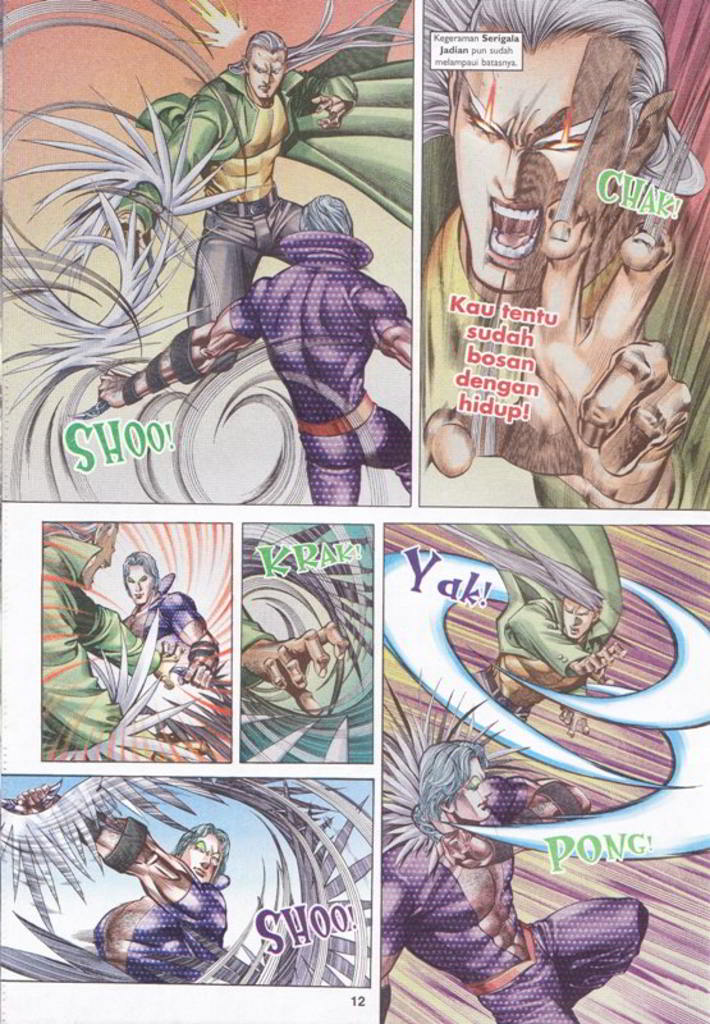 SHOO!
Kegeraman Serigala
Jadian pun sudah
melampaui batasnya.
CHAK!
Kau tentu
sudah
bosan
dengan
hidup!
KRAK!
SHOO!
Yak!
PONG!
12